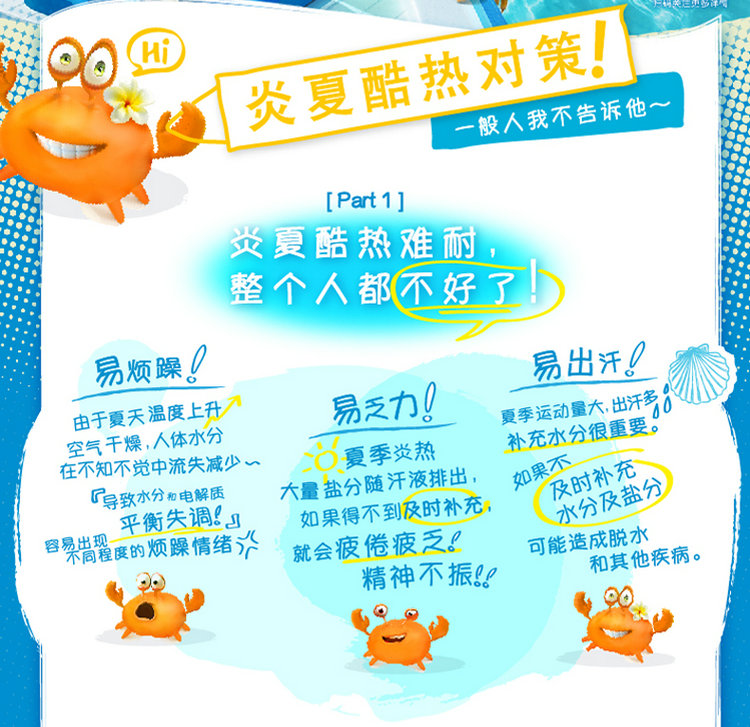 Hi
炎夏酷热对策!
一般人我不告诉他～
[ Part 1 ]
炎夏酷热难耐,
整个人都不好了!
易烦躁!
由于夏天温度上升
空气干燥,人体水分
在不知不觉中流失减少～
『导致水分和电解质
平衡失调!』
容易出现
不同程度的烦躁情绪
易乏力!
夏季炎热
大量盐分随汗液排出,
如果得不到及时补充,
就会疲倦疲乏!
精神不振!!
易出汗!
夏季运动量大,出汗多,
补充水分很重要。
如果不
及时补充
水分及盐分
可能造成脱水
和其他疾病。